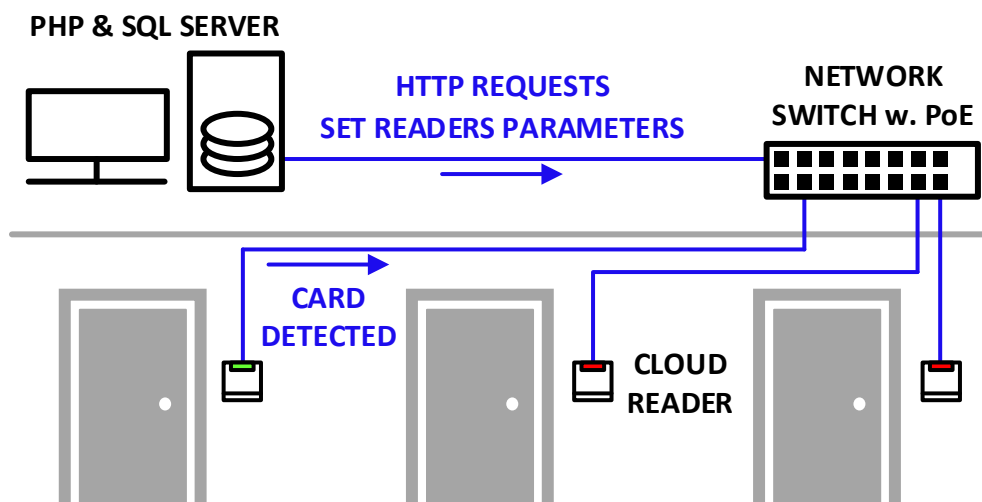 PHP & SQL SERVER
HTTP REQUESTS
SET READERS PARAMETERS
NETWORK
SWITCH w. PoE
CARD
DETECTED
CLOUD
READER